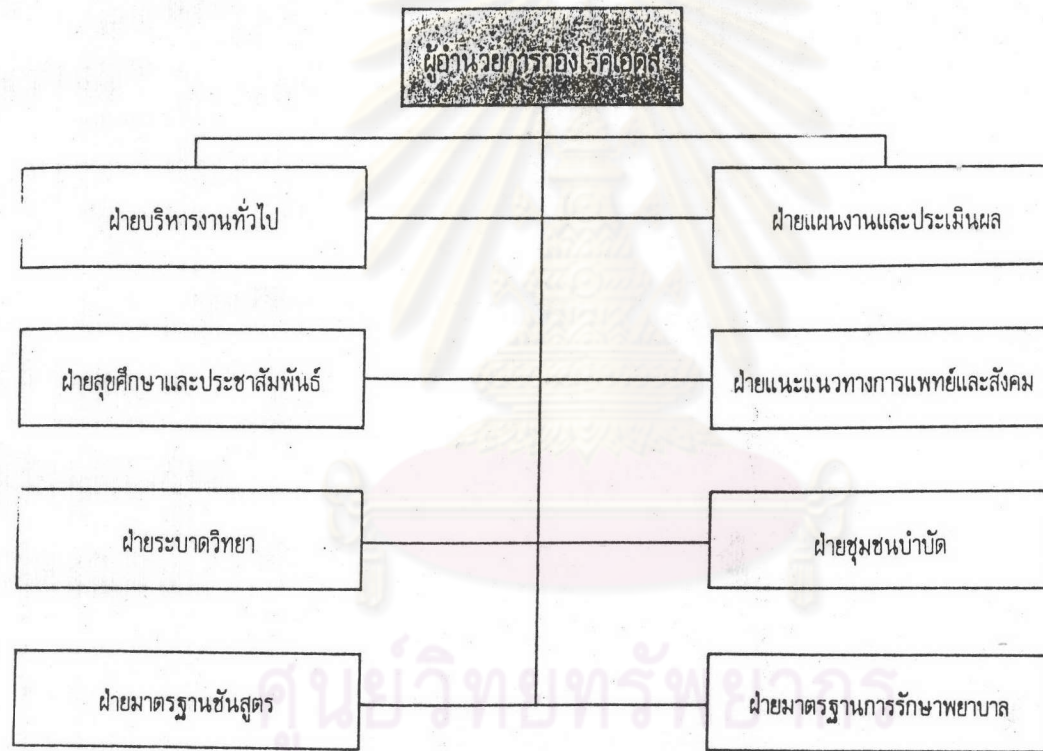 ผู้อำนวยการกองโรคเอดส์
ฝ่ายบริหารงานทั่วไป
ฝ่ายแผนงานและประเมินผล
ฝ่ายสุขศึกษาและประชาสัมพันธ์
ฝ่ายแนะแนวทางการแพทย์และสังคม
ฝ่ายระบาดวิทยา
ฝ่ายชุมชนบำบัด
ฝ่ายมาตรฐานชันสูตร
ฝ่ายมาตรฐานการรักษาพยาบาล
ศูนย์วิทยทรัพยากร